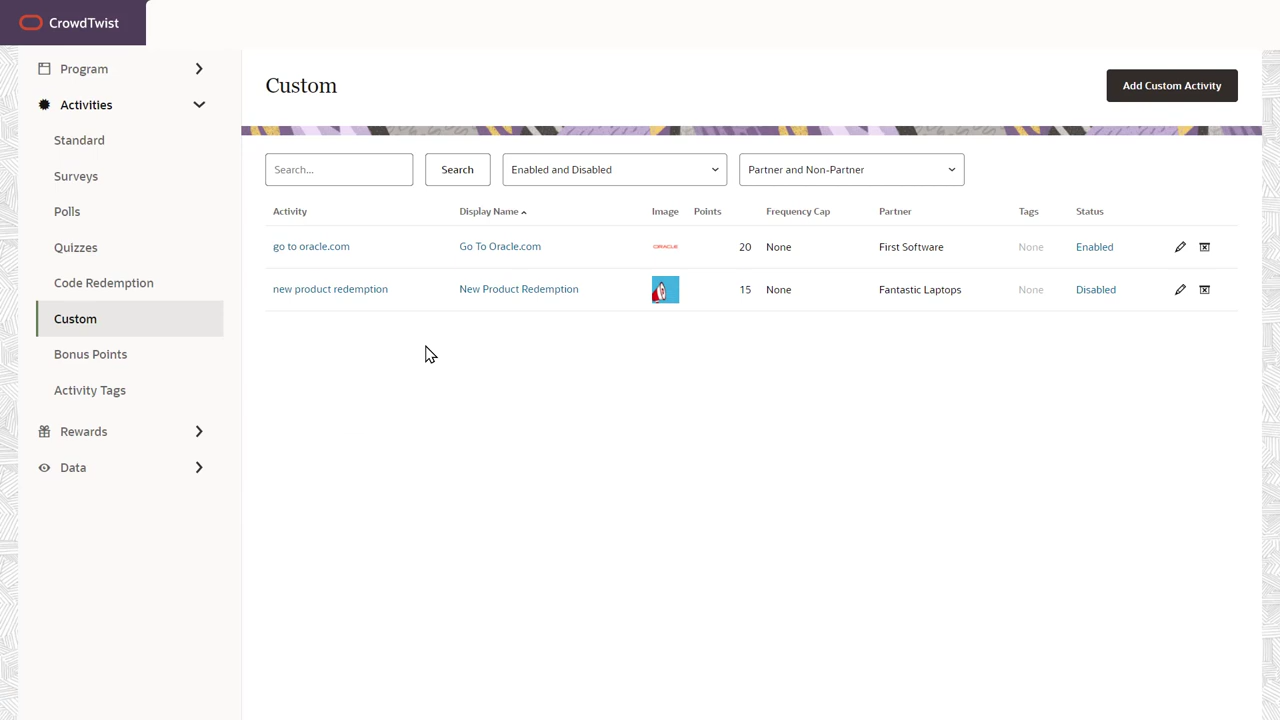 CrowdTwist
Program
Activities
Standard
Surveys
Polls
Quizzes
Code Redemption
Custom
Bonus Points
Activity Tags
Rewards
Data
Custom
Add Custom Activity
Search...
Search
Enabled and Disabled
Partner and Non-Partner
Activity Display Name Image Points Frequency Cap Partner Tags Status
go to oracle.com Go To Oracle.com ORACLE 20 None First Software None Enabled
new product redemption New Product Redemption 15 None Fantastic Laptops None Disabled